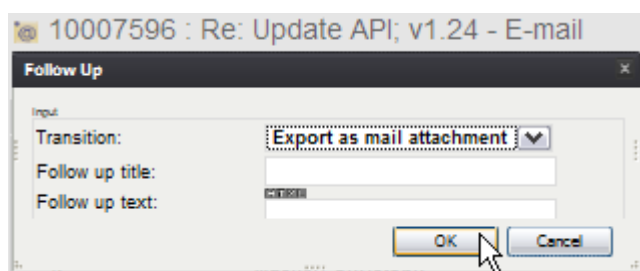 10007596 : Re: Update API; v1.24 - E-mail
Follow Up
x
Input
Transition: Export as mail attachment
Follow up title:
HTML
Follow up text:
OK Cancel